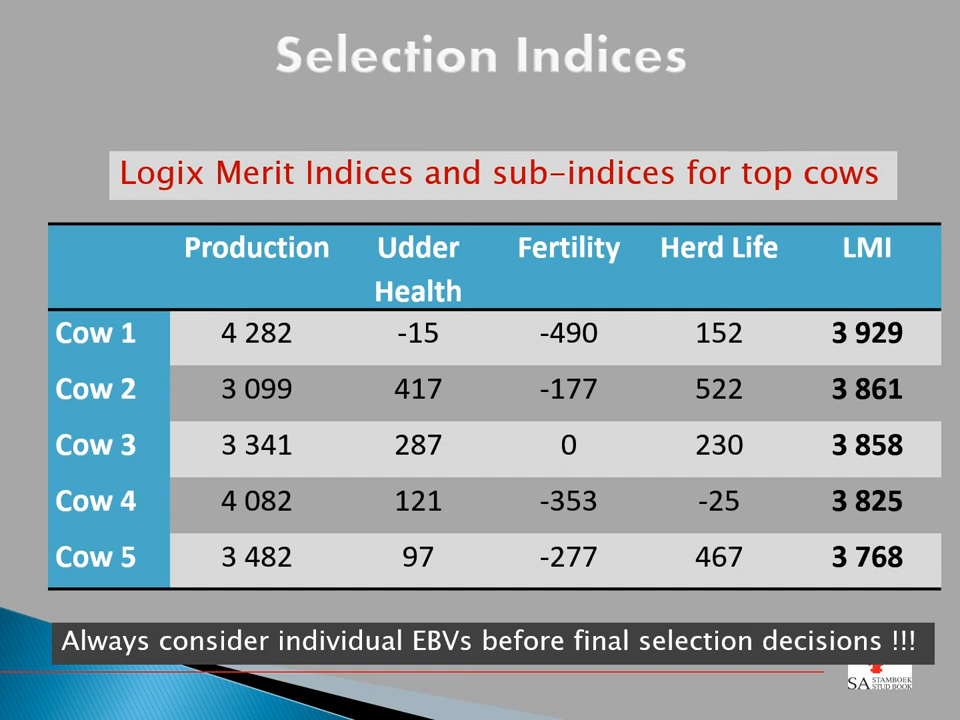 Selection Indices
Logix Merit Indices and sub-indices for top cows
Production Udder Health Fertility Herd Life LMI
Cow 1 4 282 -15 -490 152 3 929
Cow 2 3 099 417 -177 522 3 861
Cow 3 3 341 287 0 230 3 858
Cow 4 4 082 121 -353 -25 3 825
Cow 5 3 482 97 -277 467 3 768
Always consider individual EBVs before final selection decisions !!!
SA STAMBOEK
STUD BOOK